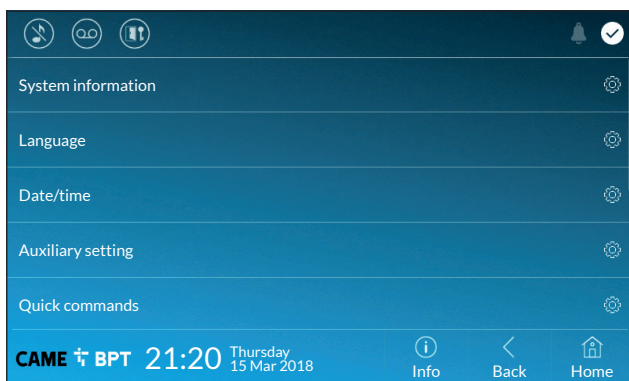 System information
Language
Date/time
Auxiliary setting
Quick commands
CAME BPT 21:20 Thursday
15 Mar 2018
Info Back Home